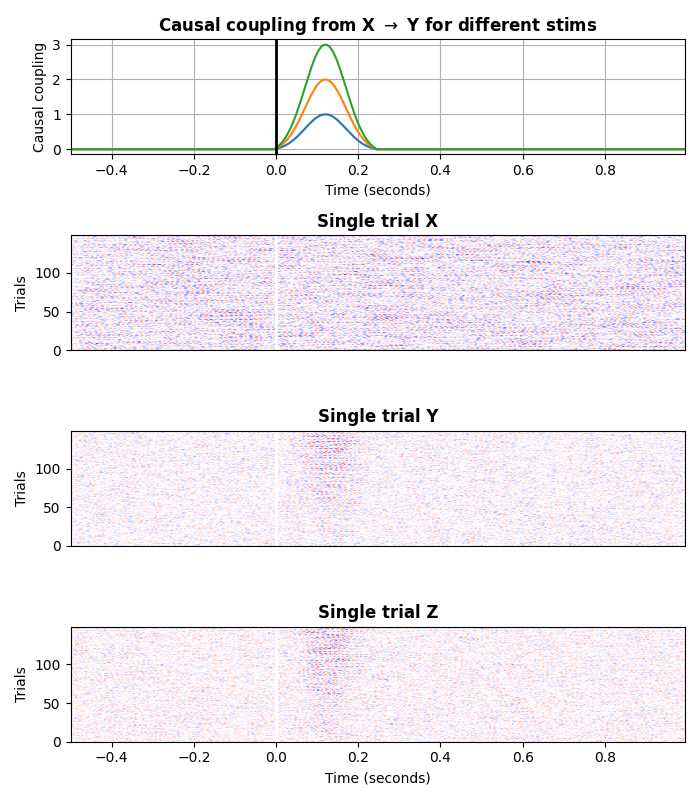 Causal coupling from X → Y for different stims
Causal coupling
3
2
1
0
−0.4 −0.2 0.0 0.2 0.4 0.6 0.8
Time (seconds)
Single trial X
Trials
100
50
0
Single trial Y
Trials
100
50
0
Single trial Z
Trials
100
50
0
−0.4 −0.2 0.0 0.2 0.4 0.6 0.8
Time (seconds)